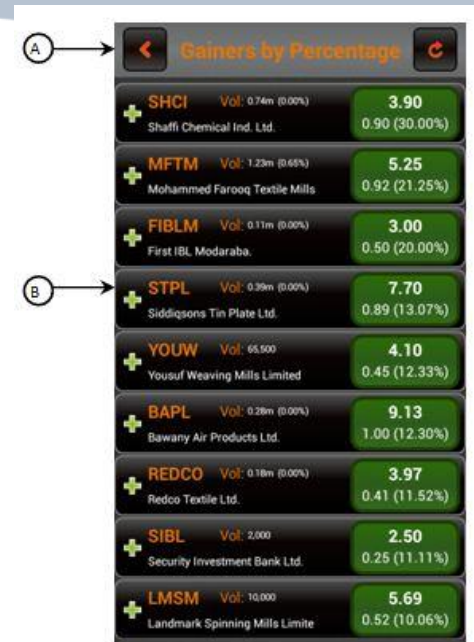 A
Gainers by Percentage
SHCI Vol: 0.74m (0.00%) 3.90
Shaffi Chemical Ind. Ltd. 0.90 (30.00%)
MFTM Vol: 1.23m (0.65%) 5.25
Mohammed Farooq Textile Mills 0.92 (21.25%)
FIBLM Vol: 0.11m (0.00%) 3.00
First IBL Modaraba. 0.50 (20.00%)
B
STPL Vol: 0.39m (0.00%) 7.70
Siddiqsons Tin Plate Ltd. 0.89 (13.07%)
YOUW Vol: 65,500 4.10
Yousuf Weaving Mills Limited 0.45 (12.33%)
BAPL Vol: 0.28m (0.00%) 9.13
Bawany Air Products Ltd. 1.00 (12.30%)
REDCO Vol: 0.18m (0.00%) 3.97
Redco Textile Ltd. 0.41 (11.52%)
SIBL Vol: 2,000 2.50
Security Investment Bank Ltd. 0.25 (11.11%)
LMSM Vol: 10,000 5.69
Landmark Spinning Mills Limite 0.52 (10.06%)